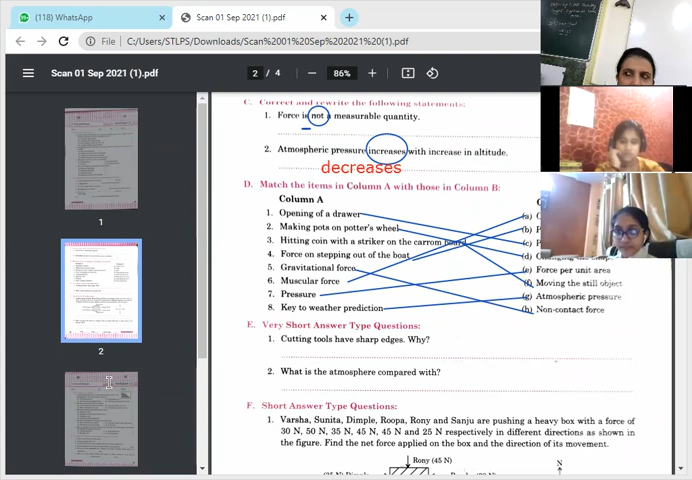 (118) WhatsApp
Scan 01 Sep 2021 (1).pdf
File
C:/Users/STLPS/Downloads/Scan%2001%20Sep%202021%20(1).pdf
Scan 01 Sep 2021 (1).pdf
2 / 4
86%
1
2
C. Correct and rewrite the following statements:
1. Force is not a measurable quantity.
2. Atmospheric pressure increases with increase in altitude.
decreases
D. Match the items in Column A with those in Column B:
Column A
1. Opening of a drawer
2. Making pots on potter's wheel
3. Hitting coin with a striker on the carrom board
4. Force on stepping out of the boat
5. Gravitational force
6. Muscular force
7. Pressure
8. Key to weather prediction
(a)
(b) P
(c) P
(d) Changing the
(e) Force per unit area
(f) Moving the still object
(g) Atmospheric pressure
(h) Non-contact force
E. Very Short Answer Type Questions:
1. Cutting tools have sharp edges. Why?
2. What is the atmosphere compared with?
F. Short Answer Type Questions:
1. Varsha, Sunita, Dimple, Roopa, Rony and Sanju are pushing a heavy box with a force of
30 N, 50 N, 35 N, 45 N, 45 N and 25 N respectively in different directions as shown in
the figure. Find the net force applied on the box and the direction of its movement.
Rony (45 N)
N